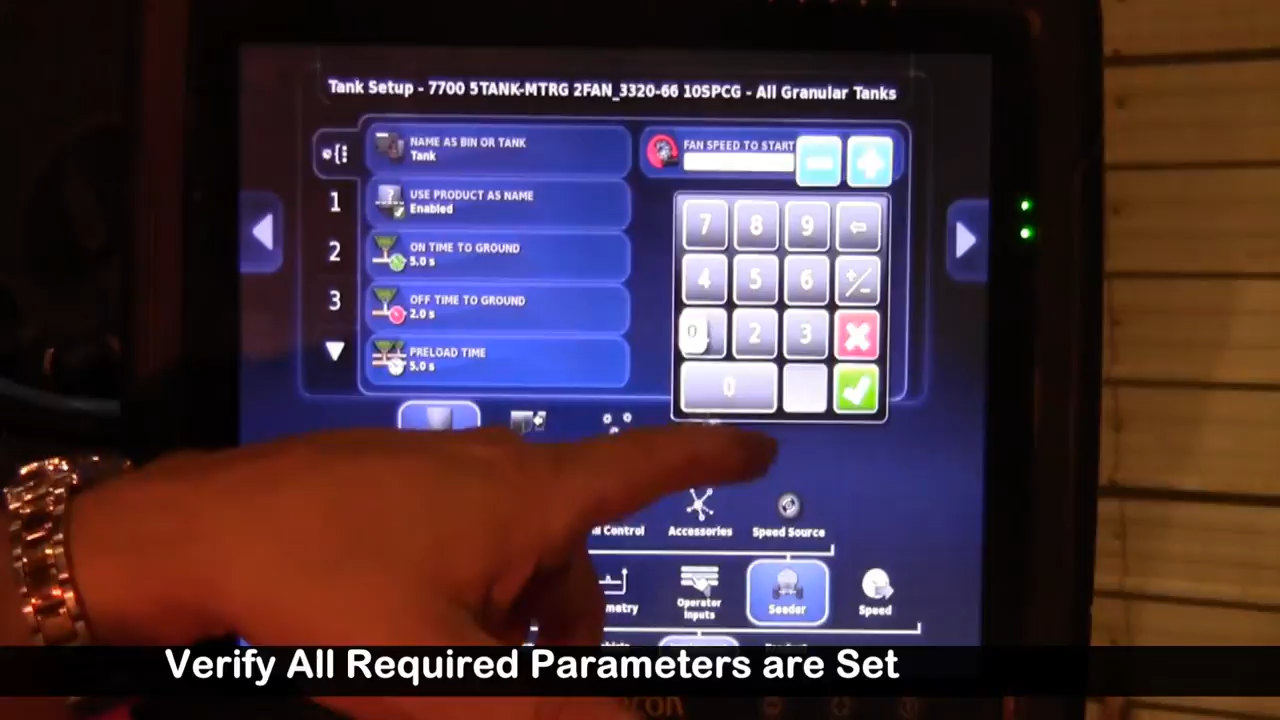 Tank Setup - 7700 5TANK-MTRG 2FAN_3320-66 10SPCG - All Granular Tanks
NAME AS BIN OR TANK
Tank
FAN SPEED TO START
1
USE PRODUCT AS NAME
Enabled
2
ON TIME TO GROUND
5.0 s
3
OFF TIME TO GROUND
2.0 s
PRELOAD TIME
5.0 s
7 8 9
4 5 6 +/-
0 2 3
0
Control Accessories Speed Source
metry Operator Inputs Seeder Speed
Verify All Required Parameters are Set